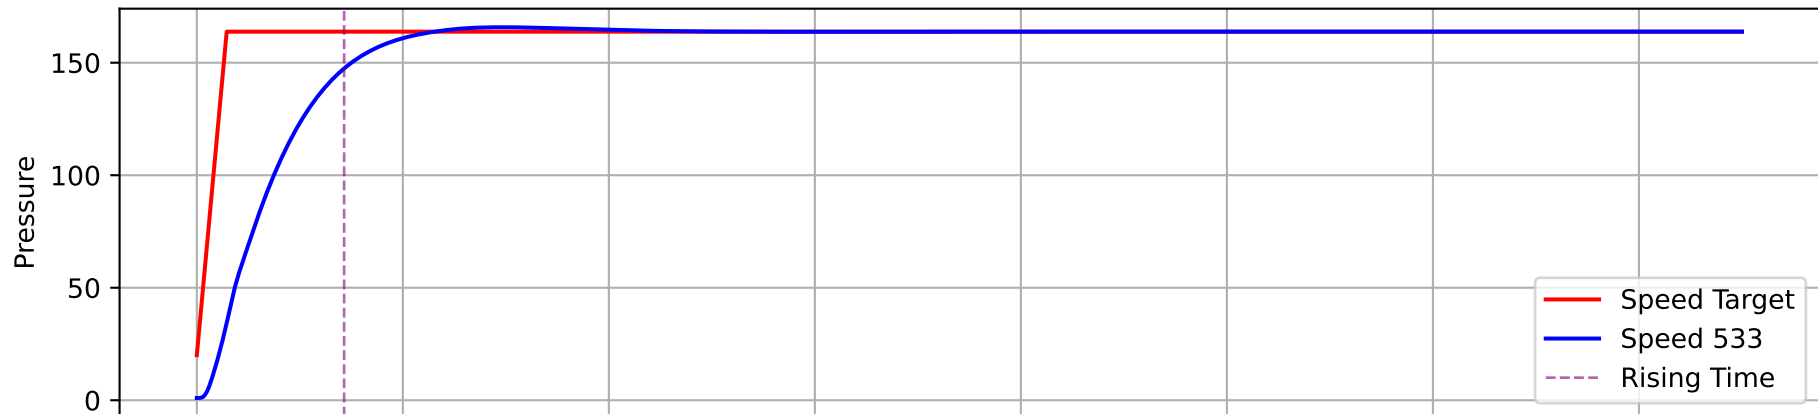 150
100
50
0
Pressure
Speed Target
Speed 533
Rising Time